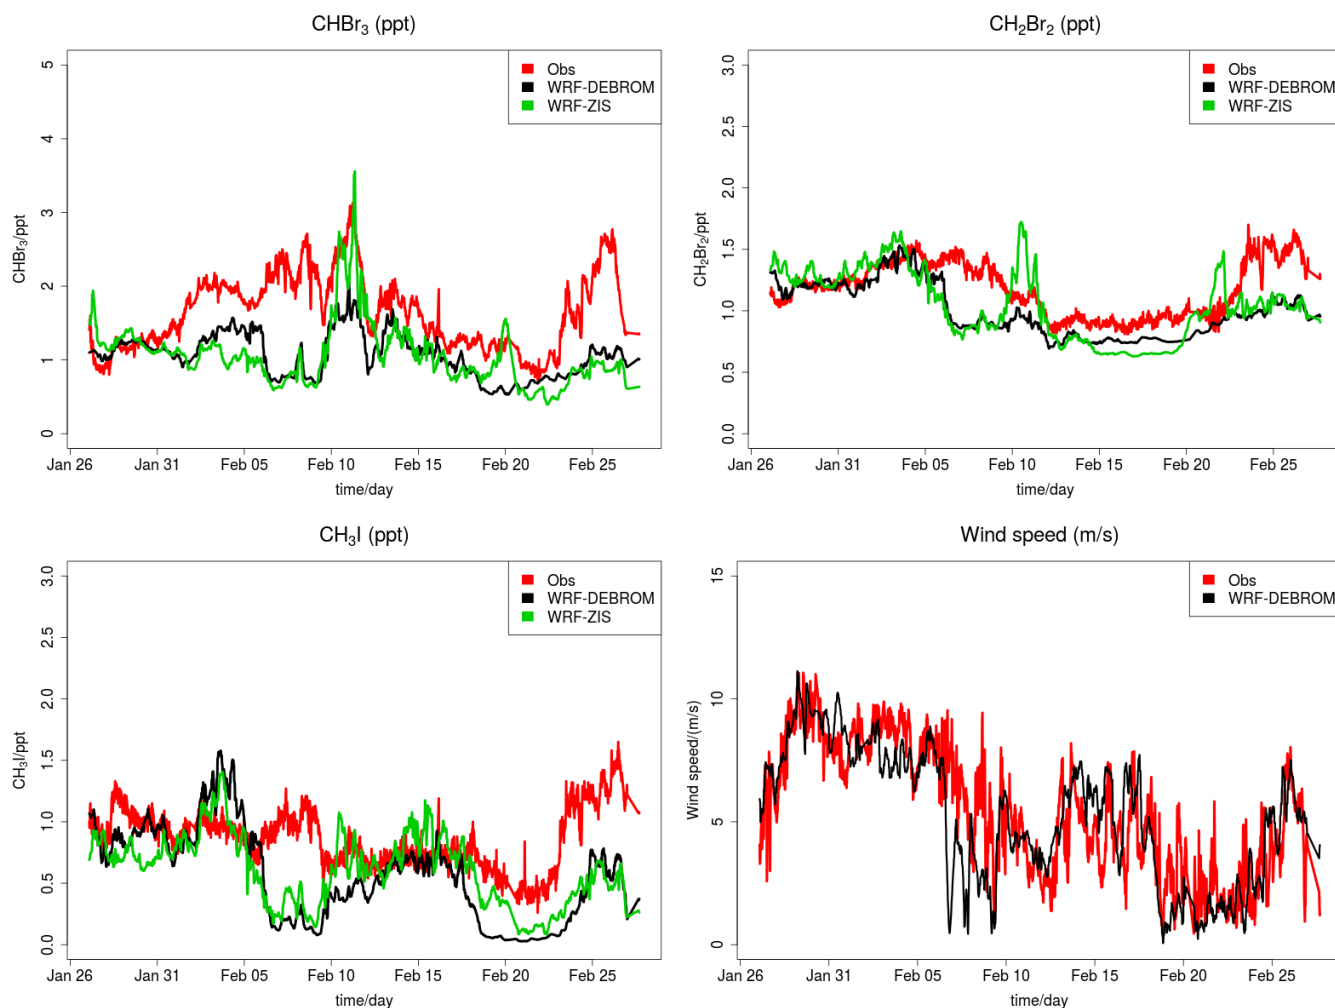 CHBr₃ (ppt)
CHBr₃/ppt
5
4
3
2
1
0
Obs
WRF-DEBROM
WRF-ZIS
Jan 26 Jan 31 Feb 05 Feb 10 Feb 15 Feb 20 Feb 25
time/day
CH₂Br₂ (ppt)
CH₂Br₂/ppt
3.0
2.5
2.0
1.5
1.0
0.5
0.0
Obs
WRF-DEBROM
WRF-ZIS
Jan 26 Jan 31 Feb 05 Feb 10 Feb 15 Feb 20 Feb 25
time/day
CH₃I (ppt)
CH₃I/ppt
3.0
2.5
2.0
1.5
1.0
0.5
0.0
Obs
WRF-DEBROM
WRF-ZIS
Jan 26 Jan 31 Feb 05 Feb 10 Feb 15 Feb 20 Feb 25
time/day
Wind speed (m/s)
Wind speed/(m/s)
15
10
5
0
Obs
WRF-DEBROM
Jan 26 Jan 31 Feb 05 Feb 10 Feb 15 Feb 20 Feb 25
time/day